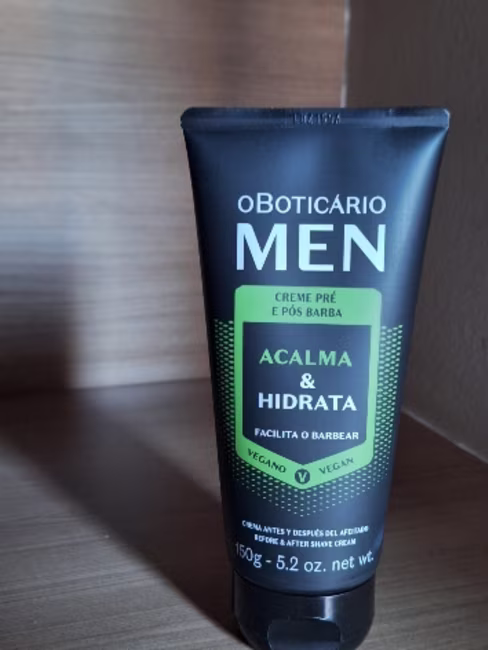 oBOTICÁRIO
MEN
CREME PRÉ
E PÓS BARBA
ACALMA
&
HIDRATA
FACILITA O BARBEAR
VEGANO V VEGAN
CREMA ANTES Y DESPUÉS DEL AFEITARO
BEFORE & AFTER SHAVE CREAM
150g - 5.2 oz. net wt.